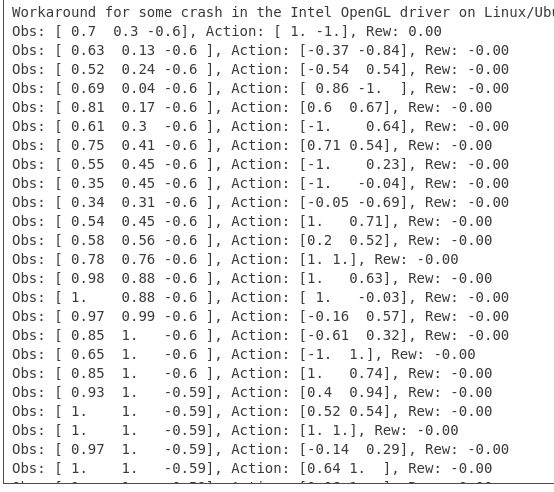 Workaround for some crash in the Intel OpenGL driver on Linux/Ubu
Obs: [ 0.7  0.3 -0.6], Action: [ 1. -1.], Rew: 0.00
Obs: [ 0.63  0.13 -0.6 ], Action: [-0.37 -0.84], Rew: -0.00
Obs: [ 0.52  0.24 -0.6 ], Action: [-0.54  0.54], Rew: -0.00
Obs: [ 0.69  0.04 -0.6 ], Action: [ 0.86 -1.  ], Rew: -0.00
Obs: [ 0.81  0.17 -0.6 ], Action: [0.6  0.67], Rew: -0.00
Obs: [ 0.61  0.3  -0.6 ], Action: [-1.    0.64], Rew: -0.00
Obs: [ 0.75  0.41 -0.6 ], Action: [0.71 0.54], Rew: -0.00
Obs: [ 0.55  0.45 -0.6 ], Action: [-1.    0.23], Rew: -0.00
Obs: [ 0.35  0.45 -0.6 ], Action: [-1.   -0.04], Rew: -0.00
Obs: [ 0.34  0.31 -0.6 ], Action: [-0.05 -0.69], Rew: -0.00
Obs: [ 0.54  0.45 -0.6 ], Action: [1.   0.71], Rew: -0.00
Obs: [ 0.58  0.56 -0.6 ], Action: [0.2  0.52], Rew: -0.00
Obs: [ 0.78  0.76 -0.6 ], Action: [1. 1.], Rew: -0.00
Obs: [ 0.98  0.88 -0.6 ], Action: [1.   0.63], Rew: -0.00
Obs: [ 1.    0.88 -0.6 ], Action: [ 1.   -0.03], Rew: -0.00
Obs: [ 0.97  0.99 -0.6 ], Action: [-0.16  0.57], Rew: -0.00
Obs: [ 0.85  1.   -0.6 ], Action: [-0.61  0.32], Rew: -0.00
Obs: [ 0.65  1.   -0.6 ], Action: [-1.  1.], Rew: -0.00
Obs: [ 0.85  1.   -0.6 ], Action: [1.   0.74], Rew: -0.00
Obs: [ 0.93  1.   -0.59], Action: [0.4  0.94], Rew: -0.00
Obs: [ 1.    1.   -0.59], Action: [0.52 0.54], Rew: -0.00
Obs: [ 1.    1.   -0.59], Action: [1. 1.], Rew: -0.00
Obs: [ 0.97  1.   -0.59], Action: [-0.14  0.29], Rew: -0.00
Obs: [ 1.    1.   -0.59], Action: [0.64 1.  ], Rew: -0.00